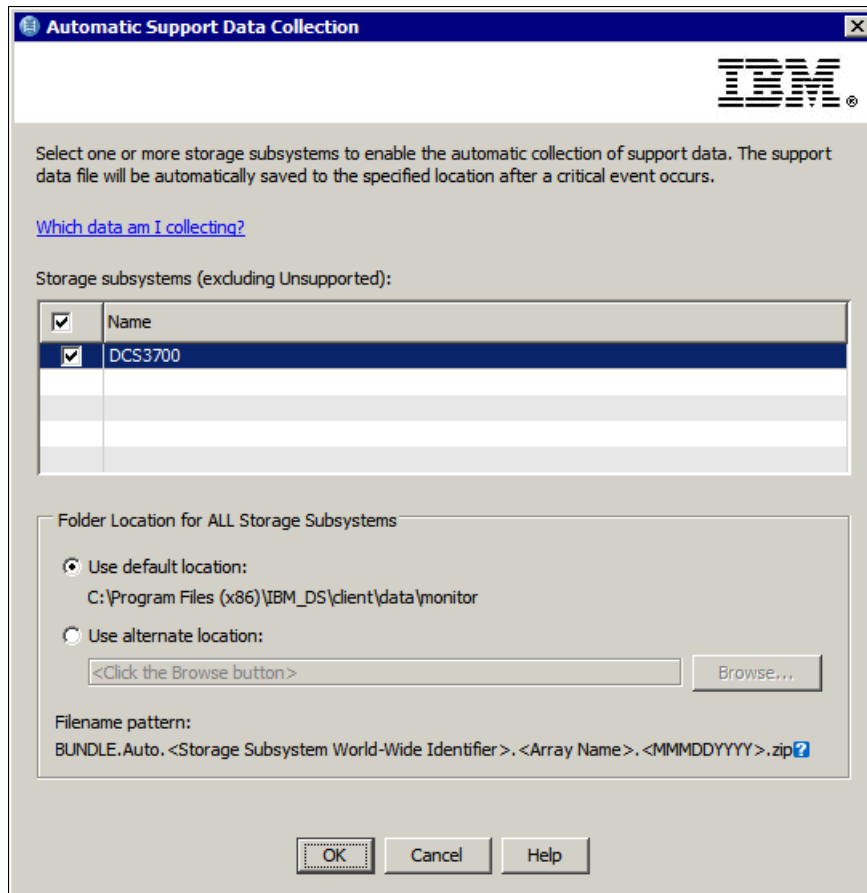 Automatic Support Data Collection
IBM®
Select one or more storage subsystems to enable the automatic collection of support data. The support
data file will be automatically saved to the specified location after a critical event occurs.
Which data am I collecting?
Storage subsystems (excluding Unsupported):
Name
DCS3700
Folder Location for ALL Storage Subsystems
Use default location:
C:\Program Files (x86)\IBM_DS\client\data\monitor
Use alternate location:
<Click the Browse button>
Browse...
Filename pattern:
BUNDLE.Auto.<Storage Subsystem World-Wide Identifier>.<Array Name>.<MMMDDYYYY>.zip?
OK
Cancel
Help